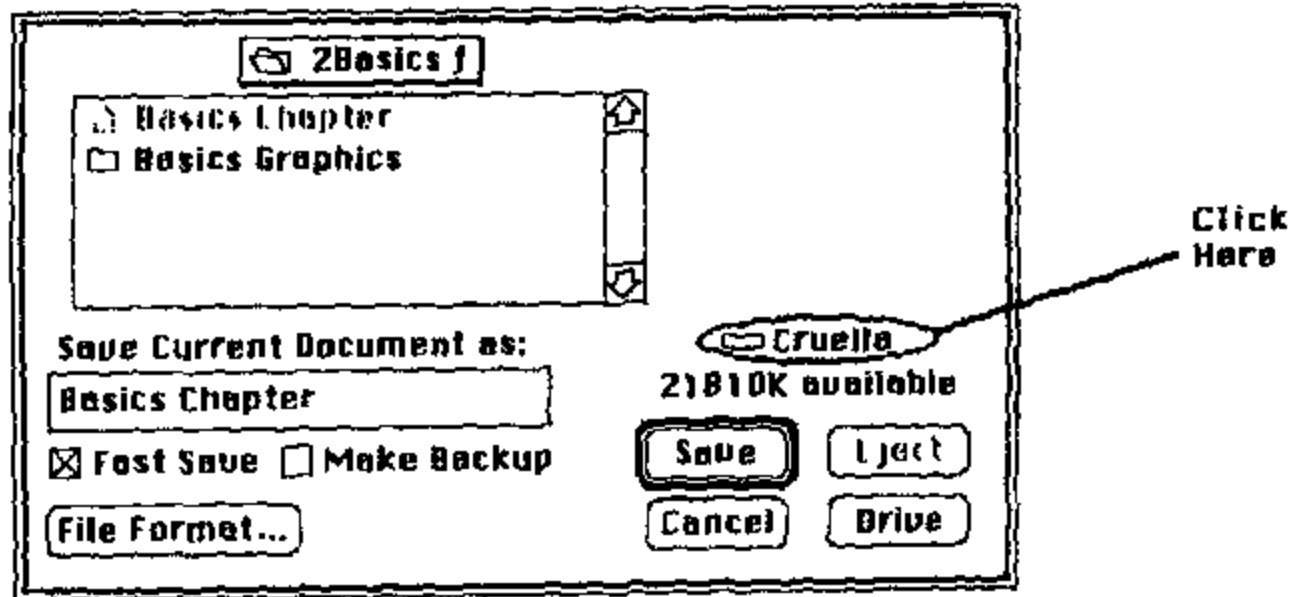 2Basics ƒ
Basics Chapter
Basics Graphics
Click
Here
Save Current Document as:
Cruella
21810K available
Basics Chapter
Fast Save Make Backup
Save Eject
File Format...
Cancel Drive